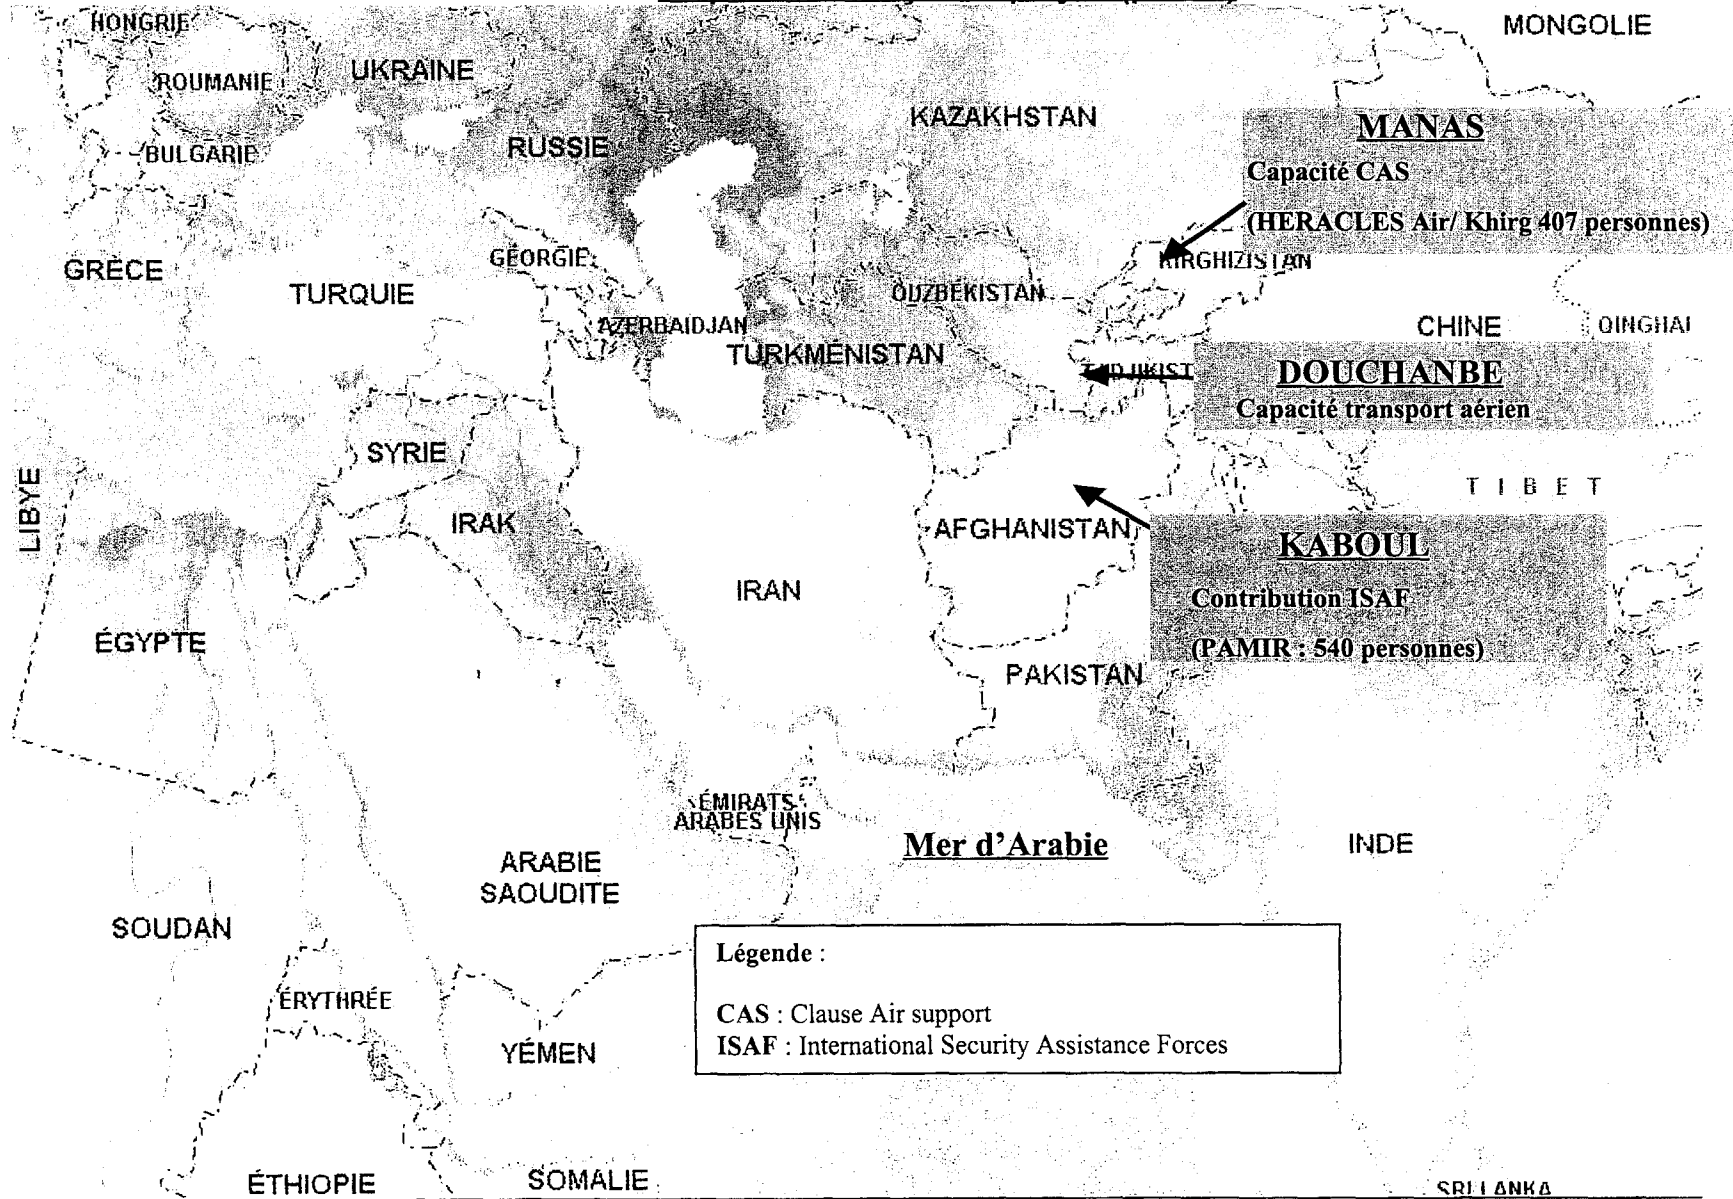 HONGRIE
MONGOLIE
ROUMANIE
UKRAINE
KAZAKHSTAN
MANAS
BULGARIE
RUSSIE
Capacité CAS
(HERACLES Air/ Khirg 407 personnes)
GRÈCE
GÉORGIE
KIRGHIZISTAN
TURQUIE
OUZBÉKISTAN
AZERBAIDJAN
CHINE
QINGHAI
TURKMÉNISTAN
DOUCHANBE
Capacité transport aérien
SYRIE
LIBYE
TIBET
IRAK
AFGHANISTAN
KABOUL
IRAN
Contribution ISAF
ÉGYPTE
(PAMIR : 540 personnes)
PAKISTAN
ÉMIRATS
ARABES UNIS
Mer d'Arabie
INDE
ARABIE
SAOUDITE
SOUDAN
Légende :
ÉRYTHRÉE
CAS : Clause Air support
YÉMEN
ISAF : International Security Assistance Forces
ÉTHIOPIE
SOMALIE
SRI LANKA